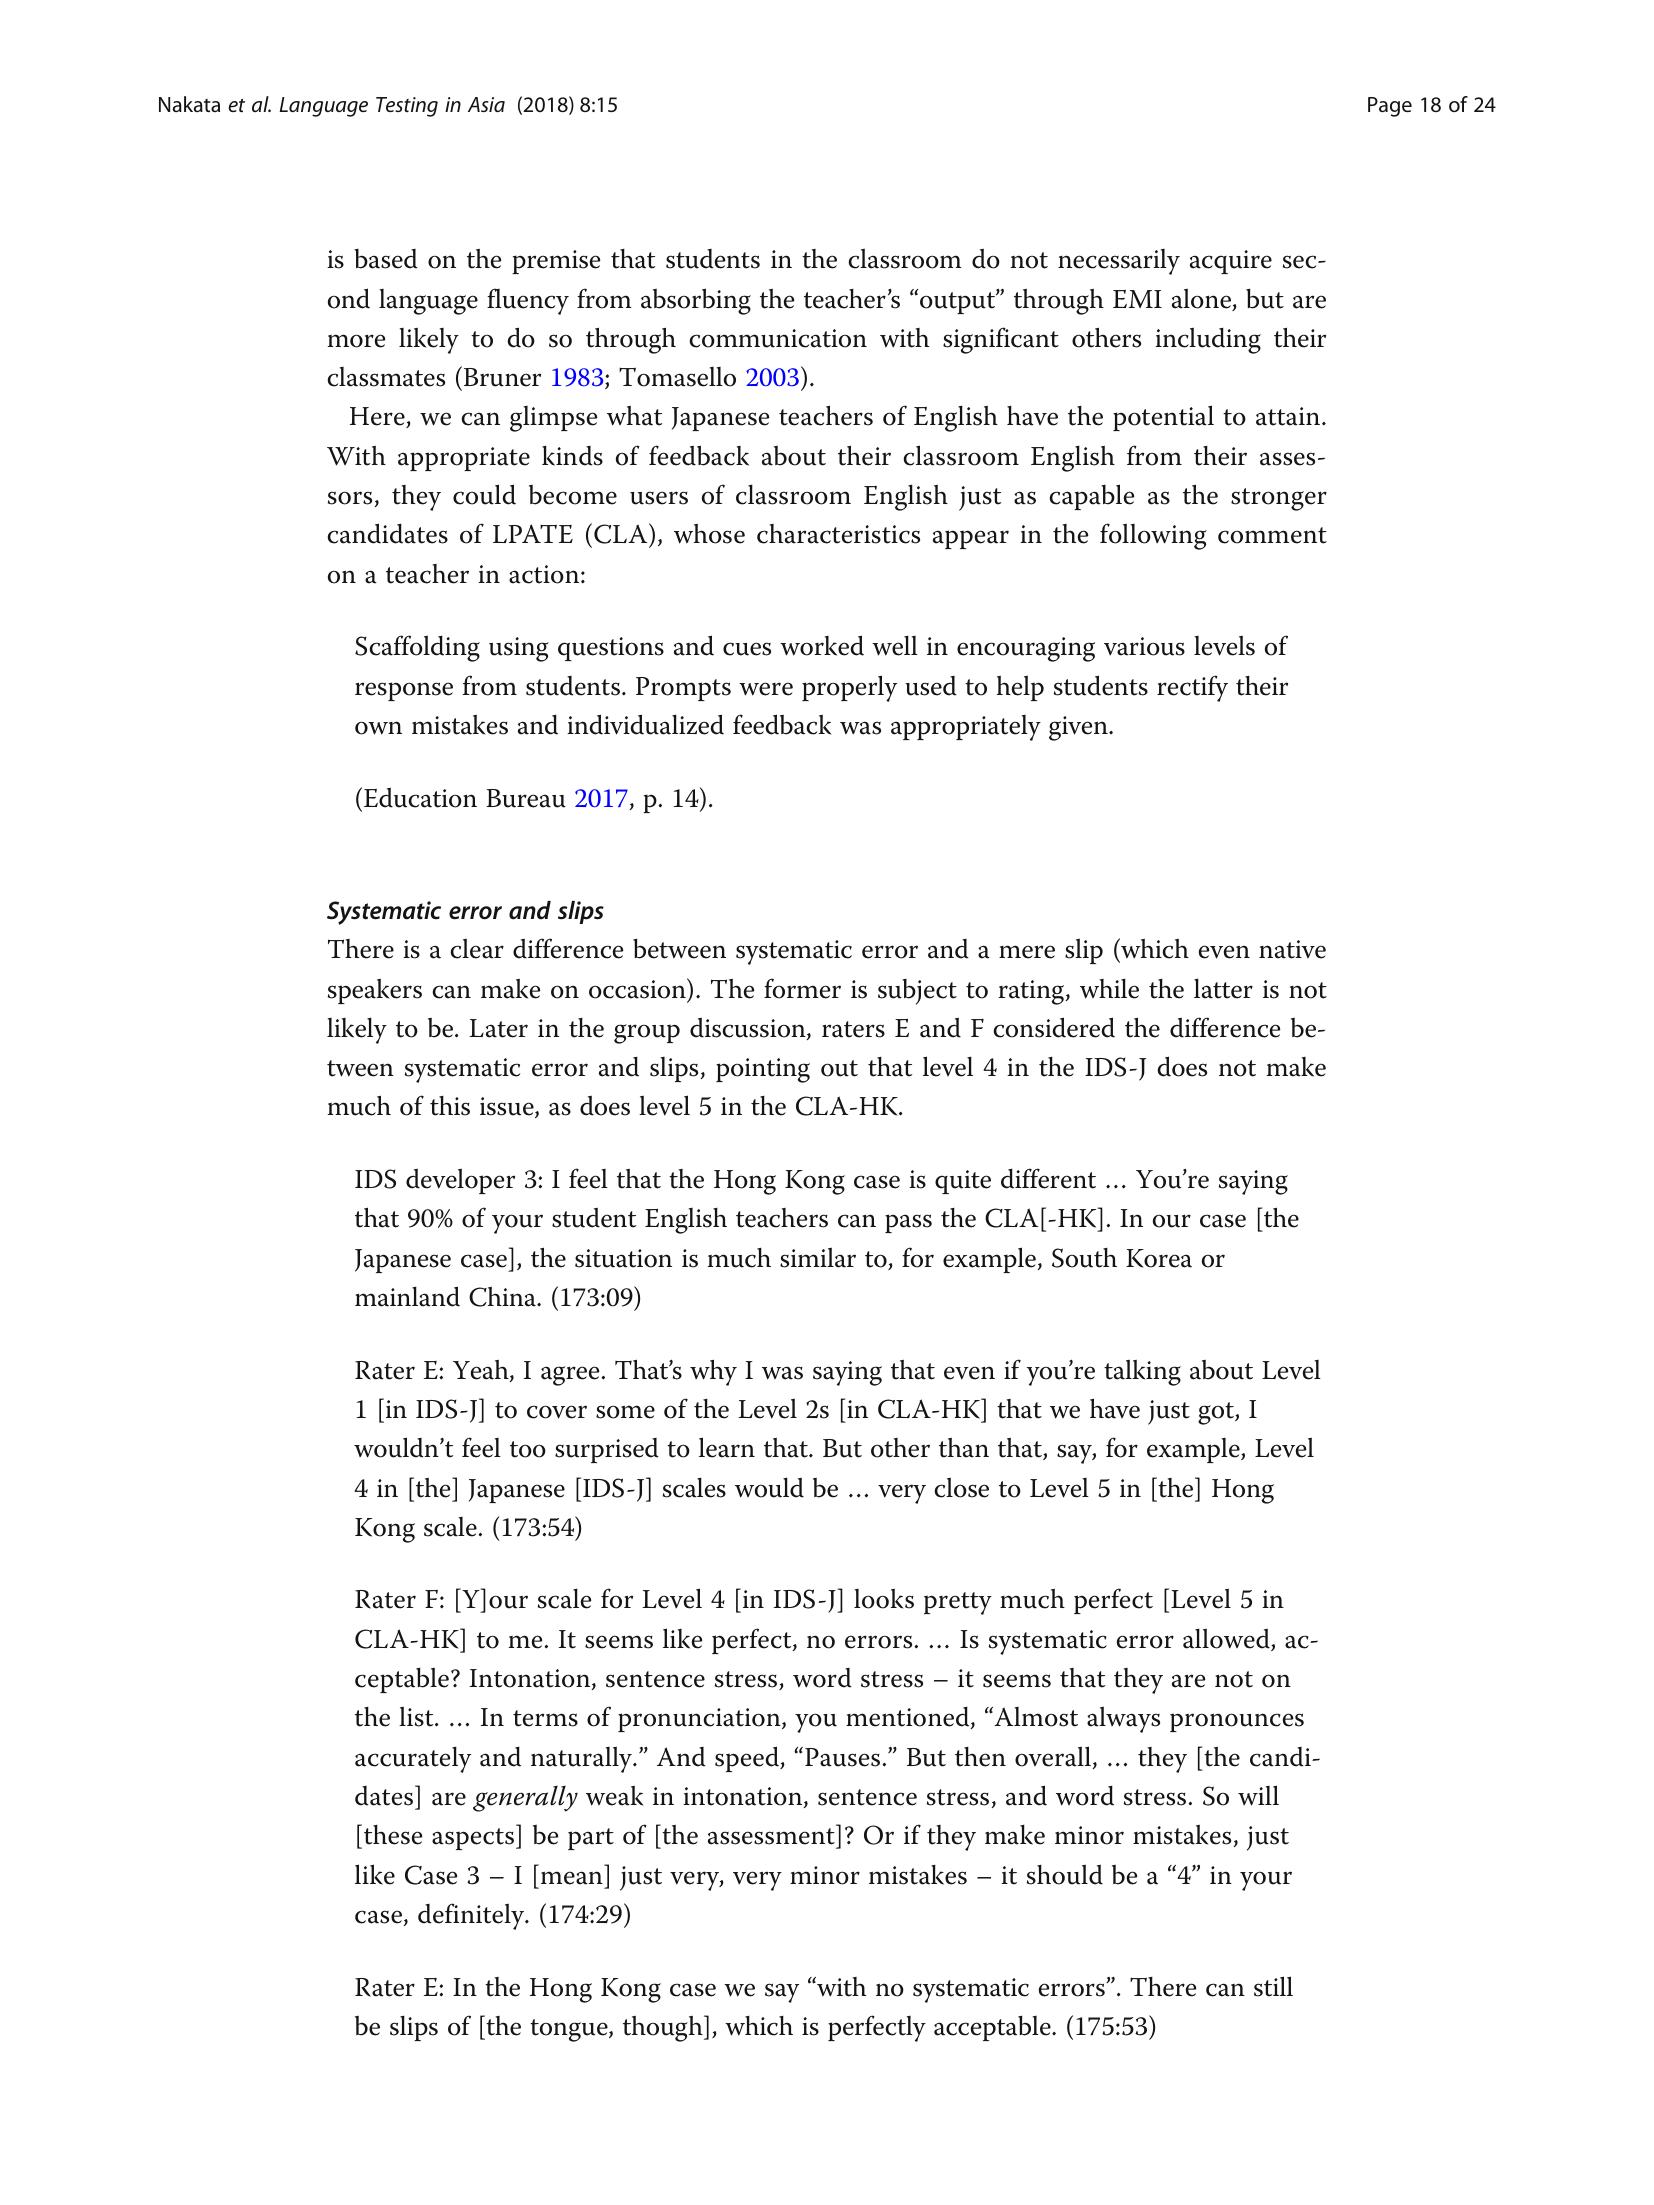 Nakata et al. Language Testing in Asia (2018) 8:15
Page 18 of 24
is based on the premise that students in the classroom do not necessarily acquire sec-
ond language fluency from absorbing the teacher’s “output” through EMI alone, but are
more likely to do so through communication with significant others including their
classmates (Bruner 1983; Tomasello 2003).
Here, we can glimpse what Japanese teachers of English have the potential to attain.
With appropriate kinds of feedback about their classroom English from their asses-
sors, they could become users of classroom English just as capable as the stronger
candidates of LPATE (CLA), whose characteristics appear in the following comment
on a teacher in action:
Scaffolding using questions and cues worked well in encouraging various levels of
response from students. Prompts were properly used to help students rectify their
own mistakes and individualized feedback was appropriately given.
(Education Bureau 2017, p. 14).
Systematic error and slips
There is a clear difference between systematic error and a mere slip (which even native
speakers can make on occasion). The former is subject to rating, while the latter is not
likely to be. Later in the group discussion, raters E and F considered the difference be-
tween systematic error and slips, pointing out that level 4 in the IDS-J does not make
much of this issue, as does level 5 in the CLA-HK.
IDS developer 3: I feel that the Hong Kong case is quite different … You’re saying
that 90% of your student English teachers can pass the CLA[-HK]. In our case [the
Japanese case], the situation is much similar to, for example, South Korea or
mainland China. (173:09)
Rater E: Yeah, I agree. That’s why I was saying that even if you’re talking about Level
1 [in IDS-J] to cover some of the Level 2s [in CLA-HK] that we have just got, I
wouldn’t feel too surprised to learn that. But other than that, say, for example, Level
4 in [the] Japanese [IDS-J] scales would be … very close to Level 5 in [the] Hong
Kong scale. (173:54)
Rater F: [Y]our scale for Level 4 [in IDS-J] looks pretty much perfect [Level 5 in
CLA-HK] to me. It seems like perfect, no errors. … Is systematic error allowed, ac-
ceptable? Intonation, sentence stress, word stress – it seems that they are not on
the list. … In terms of pronunciation, you mentioned, “Almost always pronounces
accurately and naturally.” And speed, “Pauses.” But then overall, … they [the candi-
dates] are generally weak in intonation, sentence stress, and word stress. So will
[these aspects] be part of [the assessment]? Or if they make minor mistakes, just
like Case 3 – I [mean] just very, very minor mistakes – it should be a “4” in your
case, definitely. (174:29)
Rater E: In the Hong Kong case we say “with no systematic errors”. There can still
be slips of [the tongue, though], which is perfectly acceptable. (175:53)